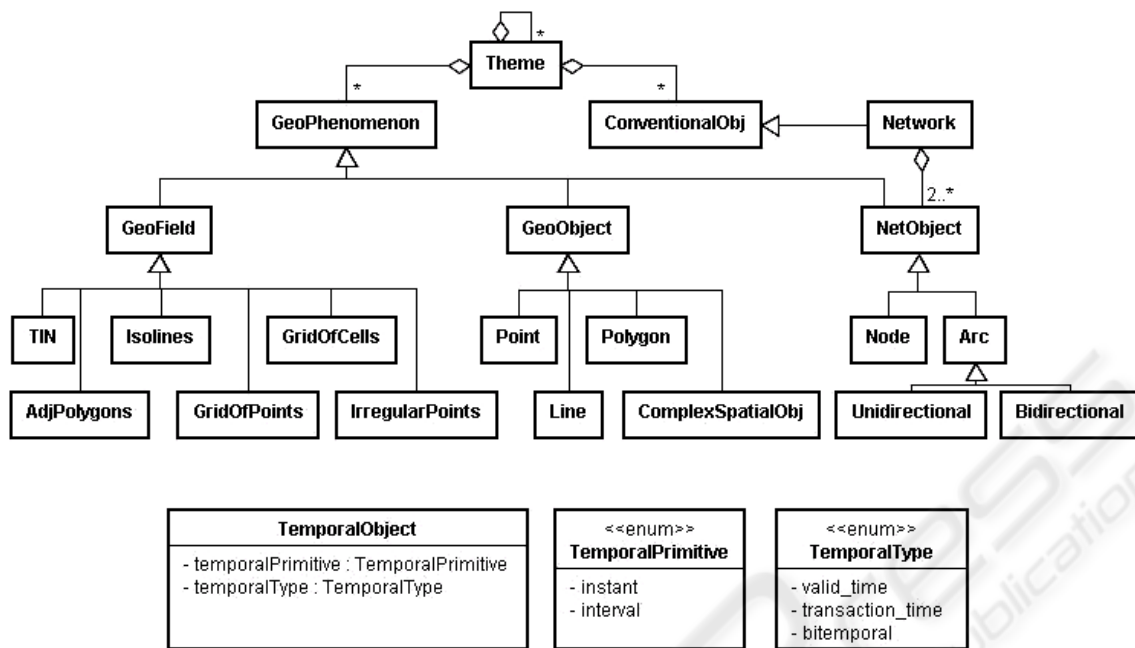 *
Theme
*
*
GeoPhenomenon
ConventionalObj
Network
2..*
GeoField
GeoObject
NetObject
TIN
Isolines
GridOfCells
Point
Polygon
Node
Arc
AdjPolygons
GridOfPoints
IrregularPoints
Line
ComplexSpatialObj
Unidirectional
Bidirectional
TemporalObject
- temporalPrimitive : TemporalPrimitive
- temporalType : TemporalType
<<enum>>
TemporalPrimitive
- instant
- interval
<<enum>>
TemporalType
- valid_time
- transaction_time
- bitemporal